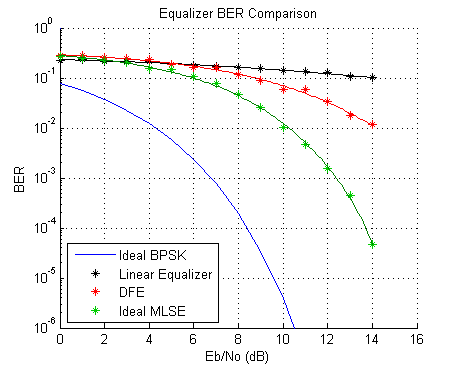 Equalizer BER Comparison
10^0
10^-1
10^-2
10^-3
10^-4
10^-5
10^-6
BER
Ideal BPSK
Linear Equalizer
DFE
Ideal MLSE
0 2 4 6 8 10 12 14 16
Eb/No (dB)